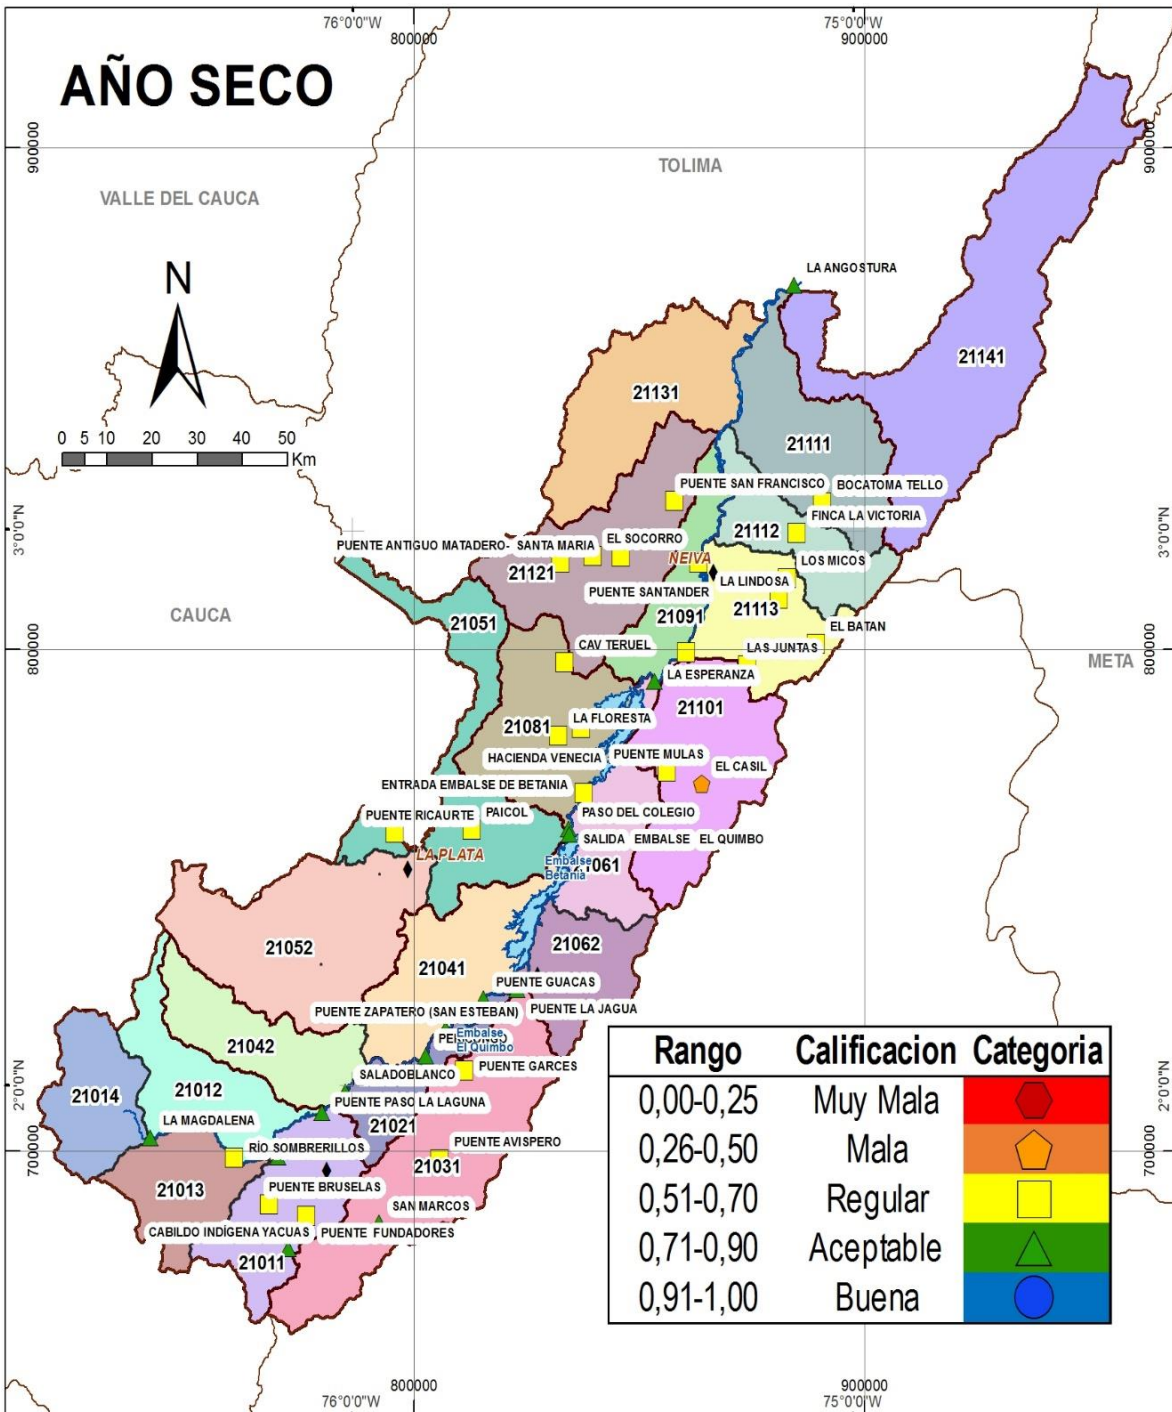 76°0'0"W
75°0'0"W
800000
900000
AÑO SECO
900000
900000
TOLIMA
VALLE DEL CAUCA
N
LA ANGOSTURA
21141
21131
0 5 10 20 30 40 50
Km
21111
PUENTE SAN FRANCISCO
BOCATOMA TELLO
FINCA LA VICTORIA
3°0'0"N
3°0'0"N
21112
PUENTE ANTIGUO MATADERO- SANTA MARIA
EL SOCORRO
NEIVA
LOS MICOS
21121
LA LINDOSA
PUENTE SANTANDER
21113
CAUCA
21051
21091
EL BATAN
CAV TERUEL
LAS JUNTAS
800000
800000
META
LA ESPERANZA
21101
21081
LA FLORESTA
HACIENDA VENECIA
PUENTE MULAS
EL CASIL
ENTRADA EMBALSE DE BETANIA
PUENTE RICAURTE
PAICOL
PASO DEL COLEGIO
SALIDA EMBALSE EL QUIMBO
LA PLATA
Embalse
Betania
21061
21052
21062
21041
PUENTE GUACAS
PUENTE ZAPATERO (SAN ESTEBAN)
PUENTE LA JAGUA
PERICONGO
Embalse
El Quimbo
21042
SALADOBLANCO
PUENTE GARCES
21014
21012
PUENTE PASO LA LAGUNA
2°0'0"N
2°0'0"N
LA MAGDALENA
21021
RÍO SOMBRERILLOS
PUENTE AVISPERO
700000
700000
21031
21013
PUENTE BRUSELAS
SAN MARCOS
CABILDO INDÍGENA YACUAS
PUENTE FUNDADORES
21011
Rango Calificacion Categoria
0,00-0,25 Muy Mala
0,26-0,50 Mala
0,51-0,70 Regular
0,71-0,90 Aceptable
0,91-1,00 Buena
800000
900000
76°0'0"W
75°0'0"W